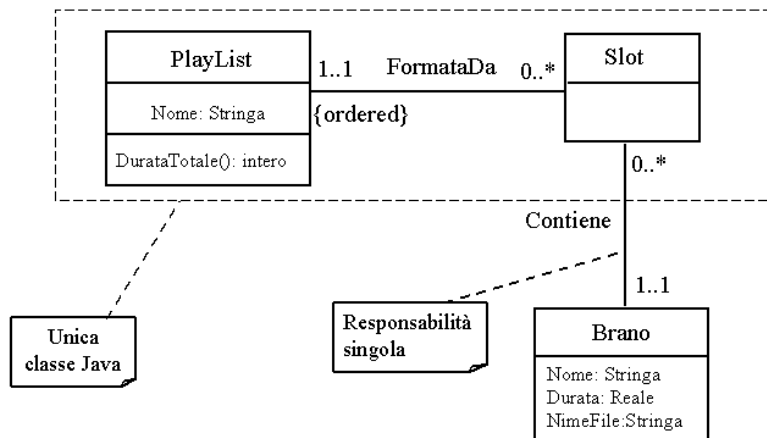 PlayList
Nome: Stringa
DurataTotale(): intero
1..1
FormataDa
0..*
{ordered}
Slot
0..*
Contiene
1..1
Unica
classe Java
Responsabilità
singola
Brano
Nome: Stringa
Durata: Reale
NimeFile:Stringa